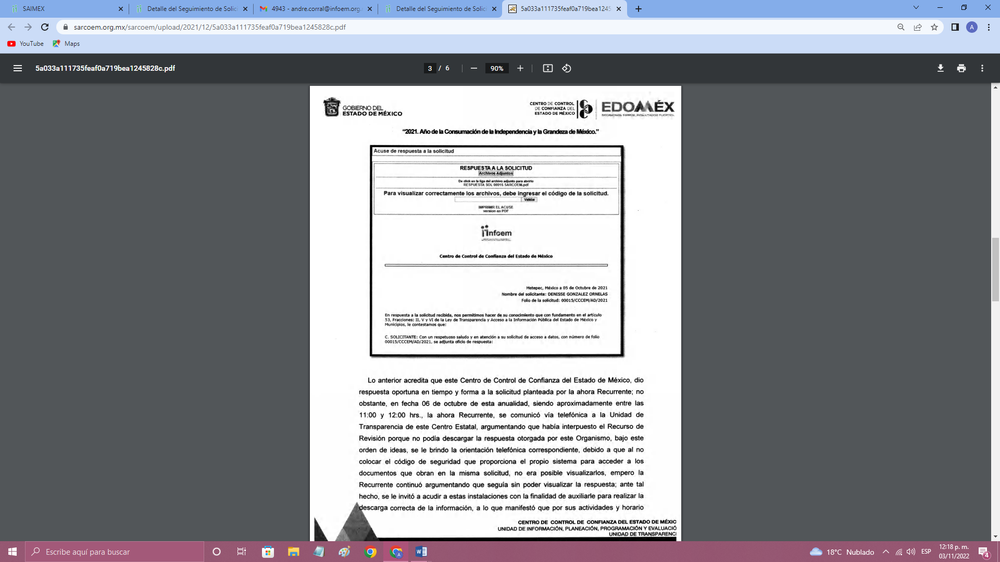 SAIMEX
Detalle del Seguimiento de Solici
4943 - andre.corral@infoem.org.
Detalle del Seguimiento de Solici
5a033a111735feaf0a719bea1245
sarcoem.org.mx/sarcoem/upload/2021/12/5a033a111735feaf0a719bea1245828c.pdf
A
YouTube
Maps
5a033a111735feaf0a719bea1245828c.pdf
3 / 6
90%
GOBIERNO DEL
ESTADO DE MÉXICO
CENTRO DE CONTROL
DE CONFIANZA DEL
ESTADO DE MÉXICO
EDOMÉX
DECISIONES FIRMES, RESULTADOS FUERTES.
“2021. Año de la Consumación de la Independencia y la Grandeza de México.”
Acuse de respuesta a la solicitud
RESPUESTA A LA SOLICITUD
Archivos Adjuntos
De click en la liga del archivo adjunto para abrirlo
RESPUESTA SOL 00015 SARCOEM.pdf
Para visualizar correctamente los archivos, debe ingresar el código de la solicitud.
Validar
IMPRIMIR EL ACUSE
version en PDF
infoem
Centro de Control de Confianza del Estado de México
Metepec, México a 05 de Octubre de 2021
Nombre del solicitante: DENISSE GONZALEZ ORNELAS
Folio de la solicitud: 00015/CCCEM/AD/2021
En respuesta a la solicitud recibida, nos permitimos hacer de su conocimiento que con fundamento en el artículo
53, Fracciones: II, V y VI de la Ley de Transparencia y Acceso a la Información Pública del Estado de México y
Municipios, le contestamos que:
C. SOLICITANTE: Con un respetuoso saludo y en atención a su solicitud de acceso a datos, con número de folio
00015/CCCEM/AD/2021, se adjunta oficio de respuesta:
Lo anterior acredita que este Centro de Control de Confianza del Estado de México, dio
respuesta oportuna en tiempo y forma a la solicitud planteada por la ahora Recurrente; no
obstante, en fecha 06 de octubre de esta anualidad, siendo aproximadamente entre las
11:00 y 12:00 hrs., la ahora Recurrente, se comunicó vía telefónica a la Unidad de
Transparencia de este Centro Estatal, argumentando que había interpuesto el Recurso de
Revisión porque no podía descargar la respuesta otorgada por este Organismo, bajo este
orden de ideas, se le brindo la orientación telefónica correspondiente, debido a que al no
colocar el código de seguridad que proporciona el propio sistema para acceder a los
documentos que obran en la misma solicitud, no era posible visualizarlos, empero la
Recurrente continuó argumentando que seguía sin poder visualizar la respuesta; ante tal
hecho, se le invitó a acudir a estas instalaciones con la finalidad de auxiliarle para realizar la
descarga correcta de la información, a lo que manifestó que por sus actividades y horario
CENTRO DE CONTROL DE CONFIANZA DEL ESTADO DE MÉXIC
UNIDAD DE INFORMACIÓN, PLANEACIÓN, PROGRAMACIÓN Y EVALUACIÓ
UNIDAD DE TRANSPARENC
Escribe aquí para buscar
18°C Nublado
ESP
12:18 p. m.
03/11/2022
4